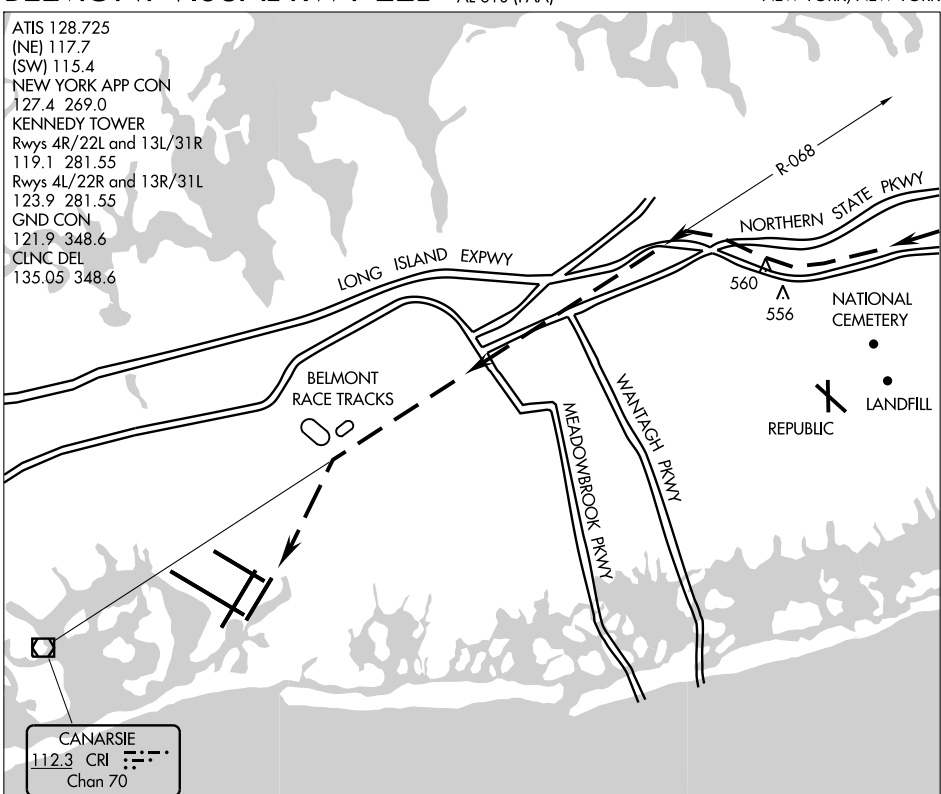 ATIS 128.725
(NE) 117.7
(SW) 115.4
NEW YORK APP CON
127.4 269.0
KENNEDY TOWER
Rwys 4R/22L and 13L/31R
119.1 281.55
Rwys 4L/22R and 13R/31L
123.9 281.55
GND CON
121.9 348.6
CLNC DEL
135.05 348.6
R-068
NORTHERN STATE PKWY
LONG ISLAND EXPWY
560
556
NATIONAL
CEMETERY
LANDFILL
REPUBLIC
BELMONT
RACE TRACKS
WANTAGH PKWY
MEADOWBROOK PKWY
CANARSIE
112.3 CRI
Chan 70